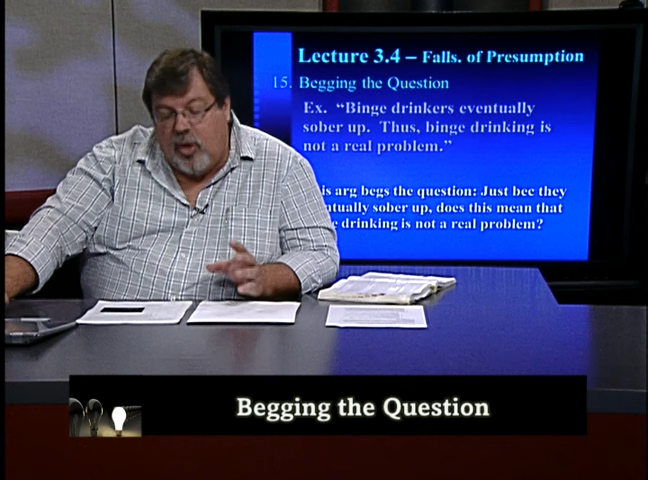 Lecture 3.4 – Falls. of Presumption
15. Begging the Question
Ex. “Binge drinkers eventually
sober up. Thus, binge drinking is
not a real problem.”
is arg begs the question: Just bec they
sober up, does this mean that
drinking is not a real problem?
Begging the Question